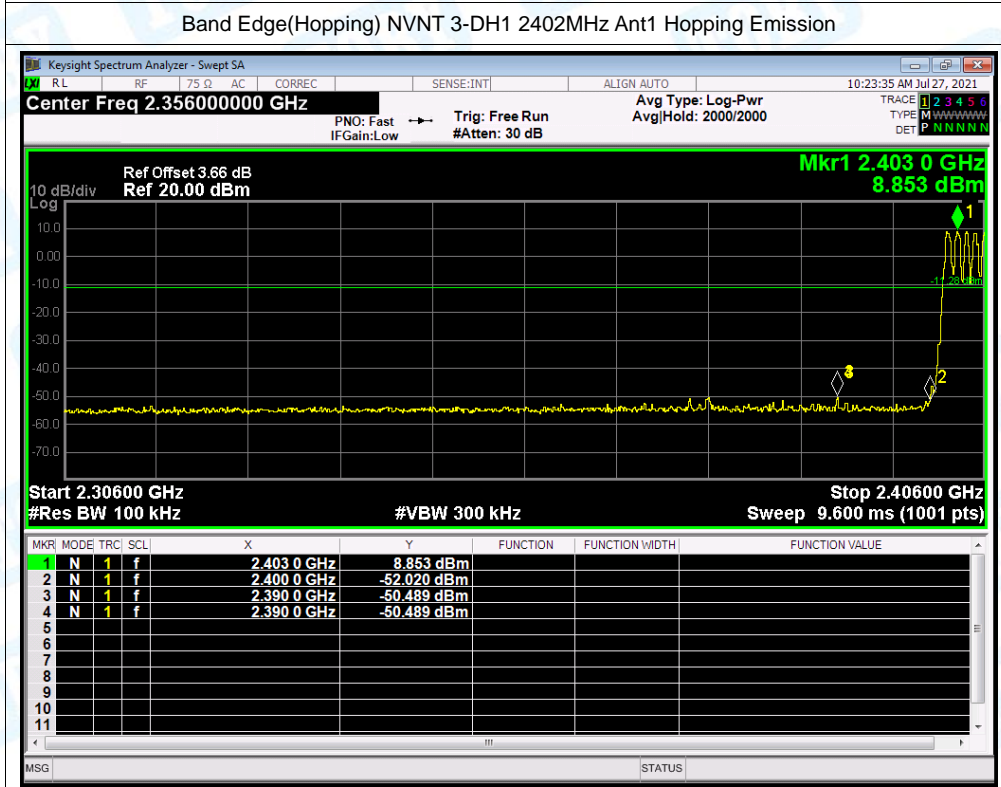 Band Edge(Hopping) NVNT 3-DH1 2402MHz Ant1 Hopping Emission
Keysight Spectrum Analyzer - Swept SA
LXI RL RF 75 Ω AC CORREC SENSE:INT ALIGN AUTO 10:23:35 AM Jul 27, 2021
Center Freq 2.356000000 GHz Avg Type: Log-Pwr TRACE 1 2 3 4 5 6
PNO: Fast Trig: Free Run Avg|Hold: 2000/2000 TYPE M WWWWW
IFGain:Low #Atten: 30 dB DET P N N N N N
Mkr1 2.403 0 GHz
Ref Offset 3.66 dB
10 dB/div Ref 20.00 dBm 8.853 dBm
Log
1
10.0
0.00
-10.0 -11.26 dBm
-20.0
-30.0
-40.0
2
-50.0
-60.0
-70.0
Start 2.30600 GHz Stop 2.40600 GHz
#Res BW 100 kHz #VBW 300 kHz Sweep 9.600 ms (1001 pts)
MKR MODE TRC SCL X Y FUNCTION FUNCTION WIDTH FUNCTION VALUE
1 N 1 f 2.403 0 GHz 8.853 dBm
2 N 1 f 2.400 0 GHz -52.020 dBm
3 N 1 f 2.390 0 GHz -50.489 dBm
4 N 1 f 2.390 0 GHz -50.489 dBm
5
6
7
8
9
10
11
MSG STATUS